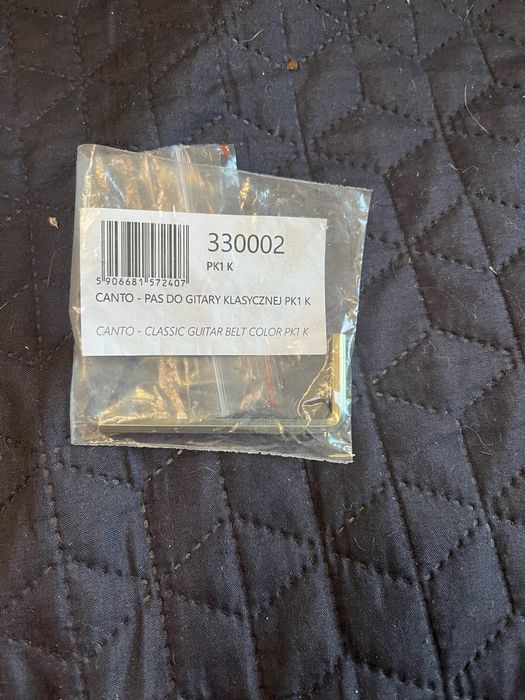 330002
PK1 K
5 906681 572407
CANTO - PAS DO GITARY KLASYCZNEJ PK1 K
CANTO - CLASSIC GUITAR BELT COLOR PK1 K